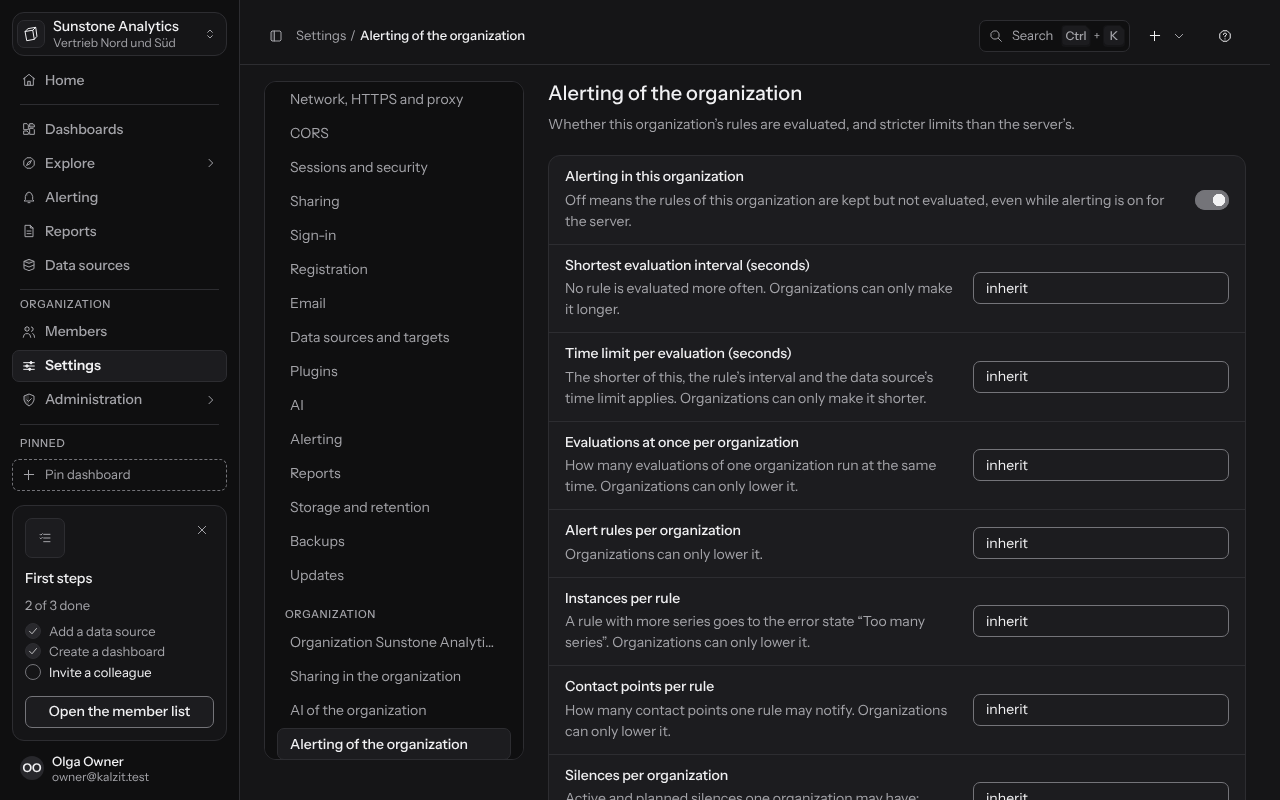 Sunstone Analytics
Vertrieb Nord und Süd
Home
Dashboards
Explore
Alerting
Reports
Data sources
ORGANIZATION
Members
Settings
Administration
PINNED
Pin dashboard
First steps
2 of 3 done
Add a data source
Create a dashboard
Invite a colleague
Open the member list
OO
Olga Owner
owner@kalzit.test
Settings / Alerting of the organization
Search Ctrl + K
Network, HTTPS and proxy
CORS
Sessions and security
Sharing
Sign-in
Registration
Email
Data sources and targets
Plugins
AI
Alerting
Reports
Storage and retention
Backups
Updates
ORGANIZATION
Organization Sunstone Analyti...
Sharing in the organization
AI of the organization
Alerting of the organization
Alerting of the organization
Whether this organization's rules are evaluated, and stricter limits than the server's.
Alerting in this organization
Off means the rules of this organization are kept but not evaluated, even while alerting is on for
the server.
Shortest evaluation interval (seconds)
No rule is evaluated more often. Organizations can only make
it longer.
inherit
Time limit per evaluation (seconds)
The shorter of this, the rule's interval and the data source's
time limit applies. Organizations can only make it shorter.
inherit
Evaluations at once per organization
How many evaluations of one organization run at the same
time. Organizations can only lower it.
inherit
Alert rules per organization
Organizations can only lower it.
inherit
Instances per rule
A rule with more series goes to the error state “Too many
series”. Organizations can only lower it.
inherit
Contact points per rule
How many contact points one rule may notify. Organizations
can only lower it.
inherit
Silences per organization
Active and planned silences one organization may have;
inherit